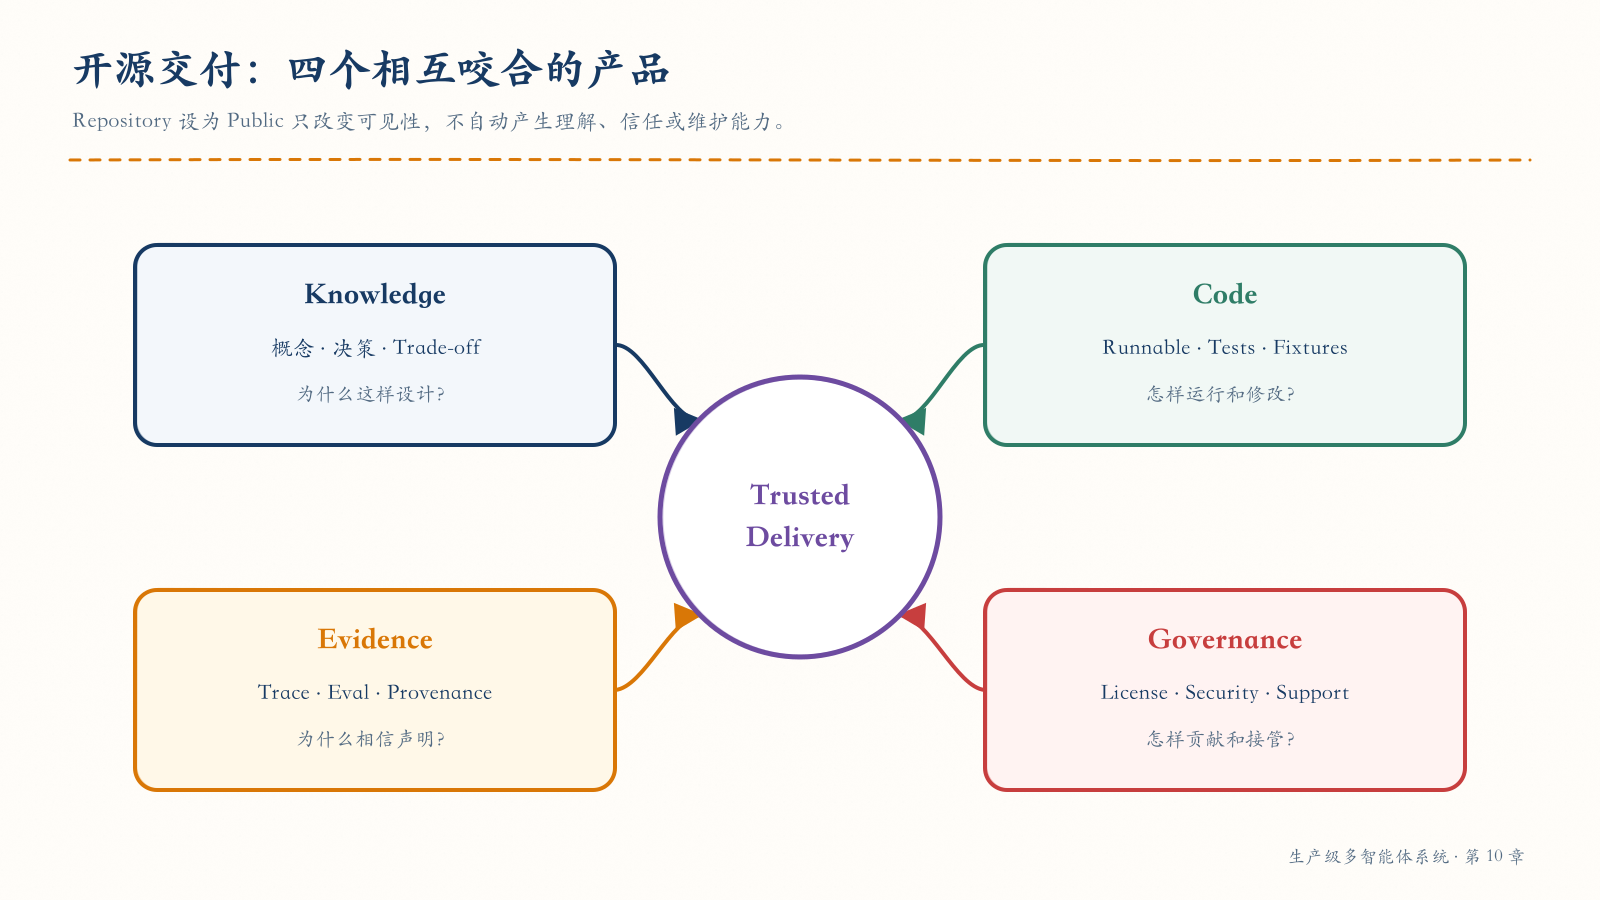 开源交付：四个相互咬合的产品
Repository 设为 Public 只改变可见性，不自动产生理解、信任或维护能力。
Knowledge
概念 · 决策 · Trade-off
为什么这样设计?
Code
Runnable · Tests · Fixtures
怎样运行和修改?
Trusted
Delivery
Evidence
Trace · Eval · Provenance
为什么相信声明?
Governance
License · Security · Support
怎样贡献和接管?
生产级多智能体系统 · 第 10 章